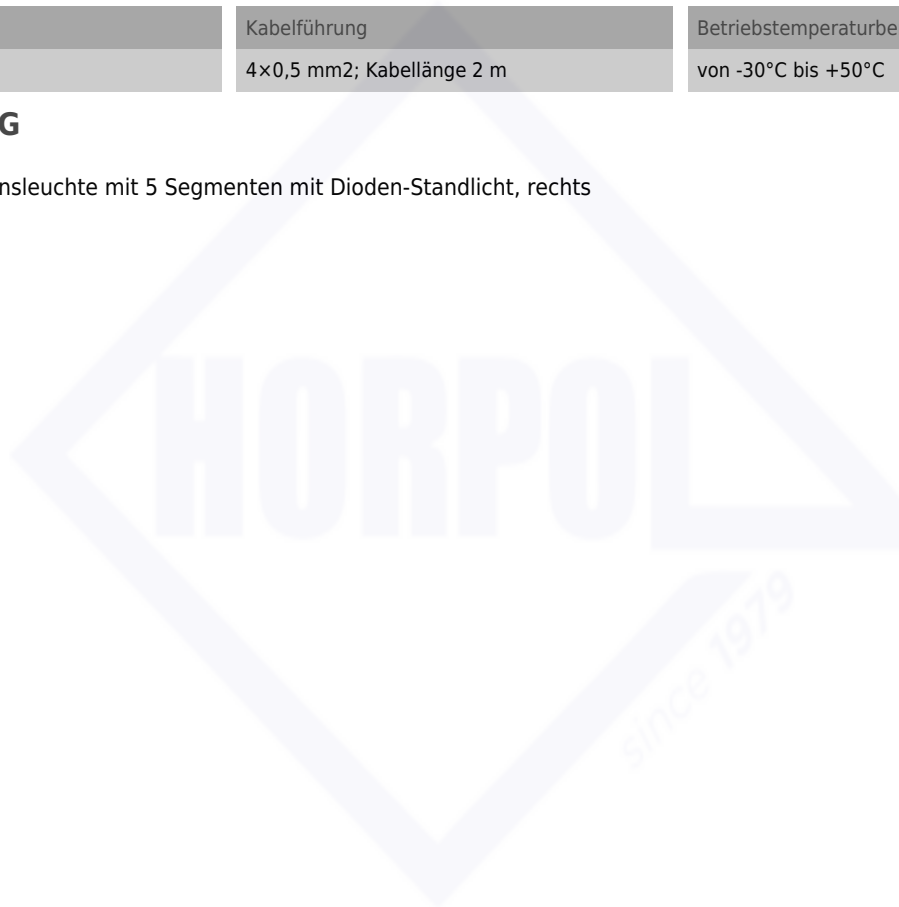 Kabelführung
Betriebstemperaturbe
4×0,5 mm2; Kabellänge 2 m
von -30°C bis +50°C
G
nsleuchte mit 5 Segmenten mit Dioden-Standlicht, rechts
HORPOL
since 1979